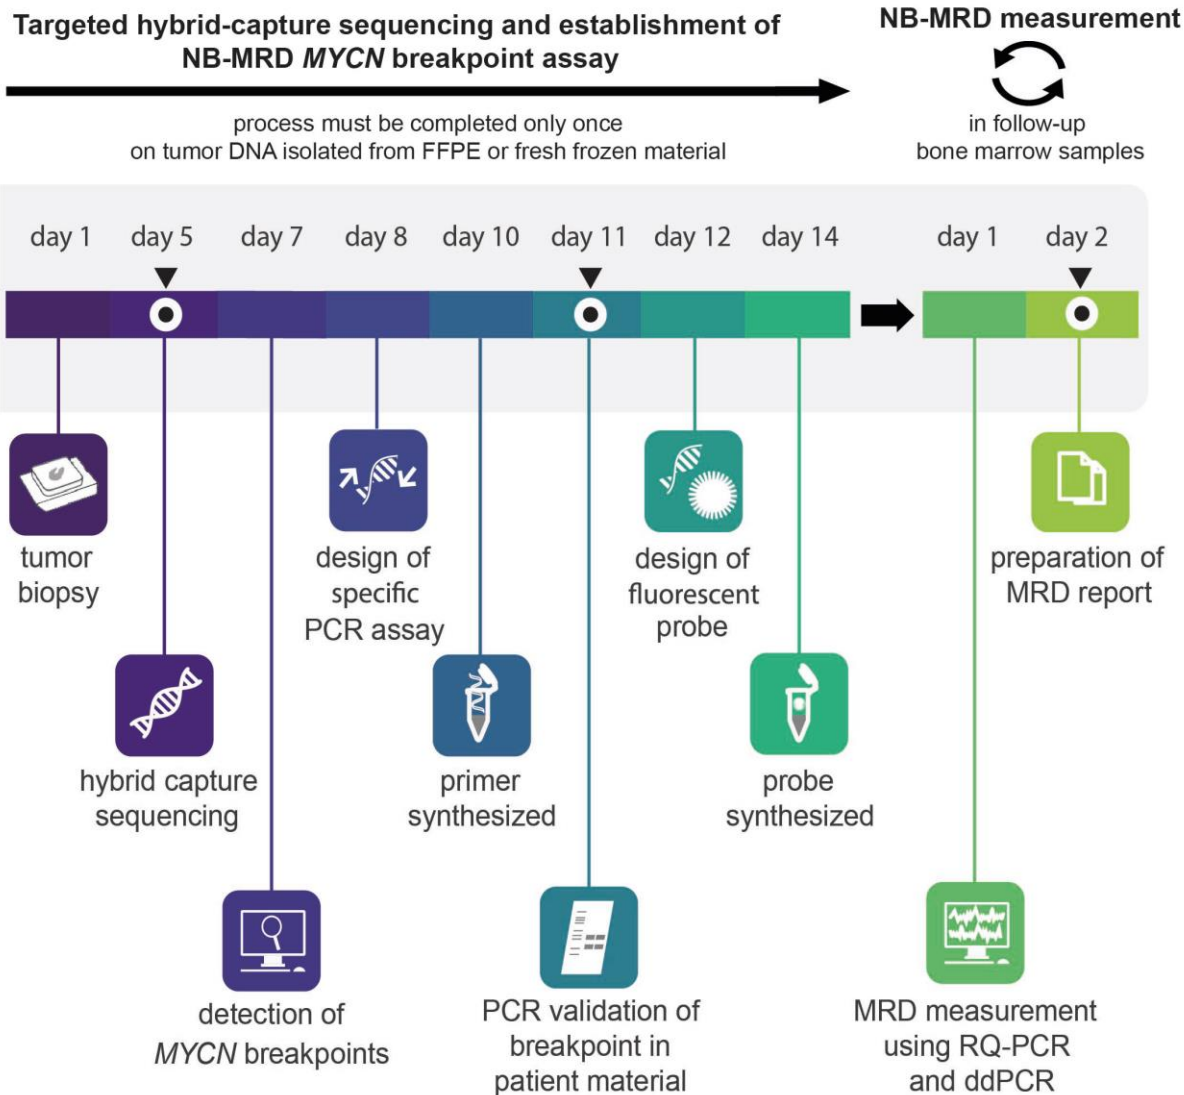 Targeted hybrid-capture sequencing and establishment of
NB-MRD MYCN breakpoint assay
process must be completed only once
on tumor DNA isolated from FFPE or fresh frozen material
NB-MRD measurement
in follow-up
bone marrow samples
day 1
day 5
day 7
day 8
day 10
day 11
day 12
day 14
day 1
day 2
tumor
biopsy
design of
specific
PCR assay
design of
fluorescent
probe
preparation of
MRD report
hybrid capture
sequencing
primer
synthesized
probe
synthesized
detection of
MYCN breakpoints
PCR validation of
breakpoint in
patient material
MRD measurement
using RQ-PCR
and ddPCR